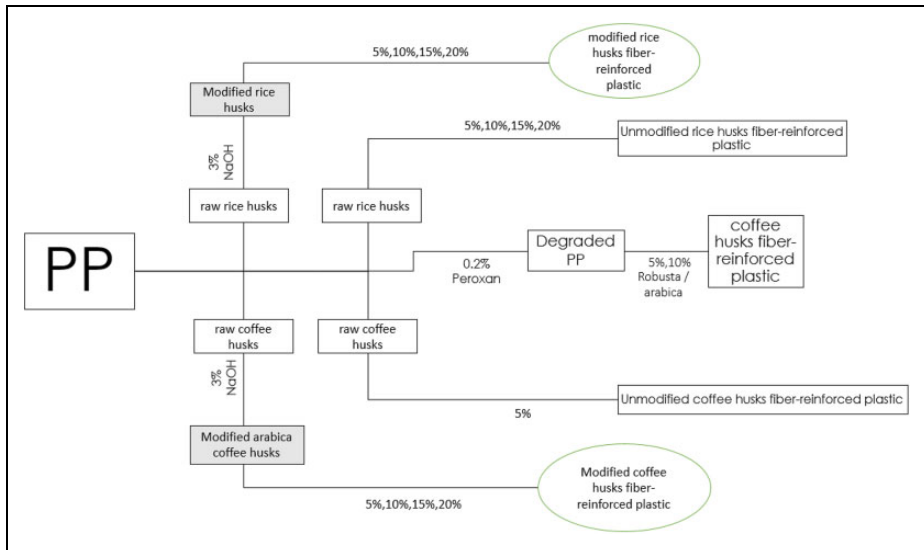 5%,10%,15%,20%
modified rice
husks fiber-
reinforced
plastic
Modified rice
husks
5%,10%,15%,20%
Unmodified rice husks fiber-reinforced
plastic
3%
NaOH
raw rice husks
raw rice husks
PP
0.2%
Peroxan
Degraded
PP
5%,10%
Robusta /
arabica
coffee
husks fiber-
reinforced
plastic
raw coffee
husks
raw coffee
husks
3%
NaOH
5%
Unmodified coffee husks fiber-reinforced plastic
Modified arabica
coffee husks
5%,10%,15%,20%
Modified coffee
husks fiber-
reinforced plastic